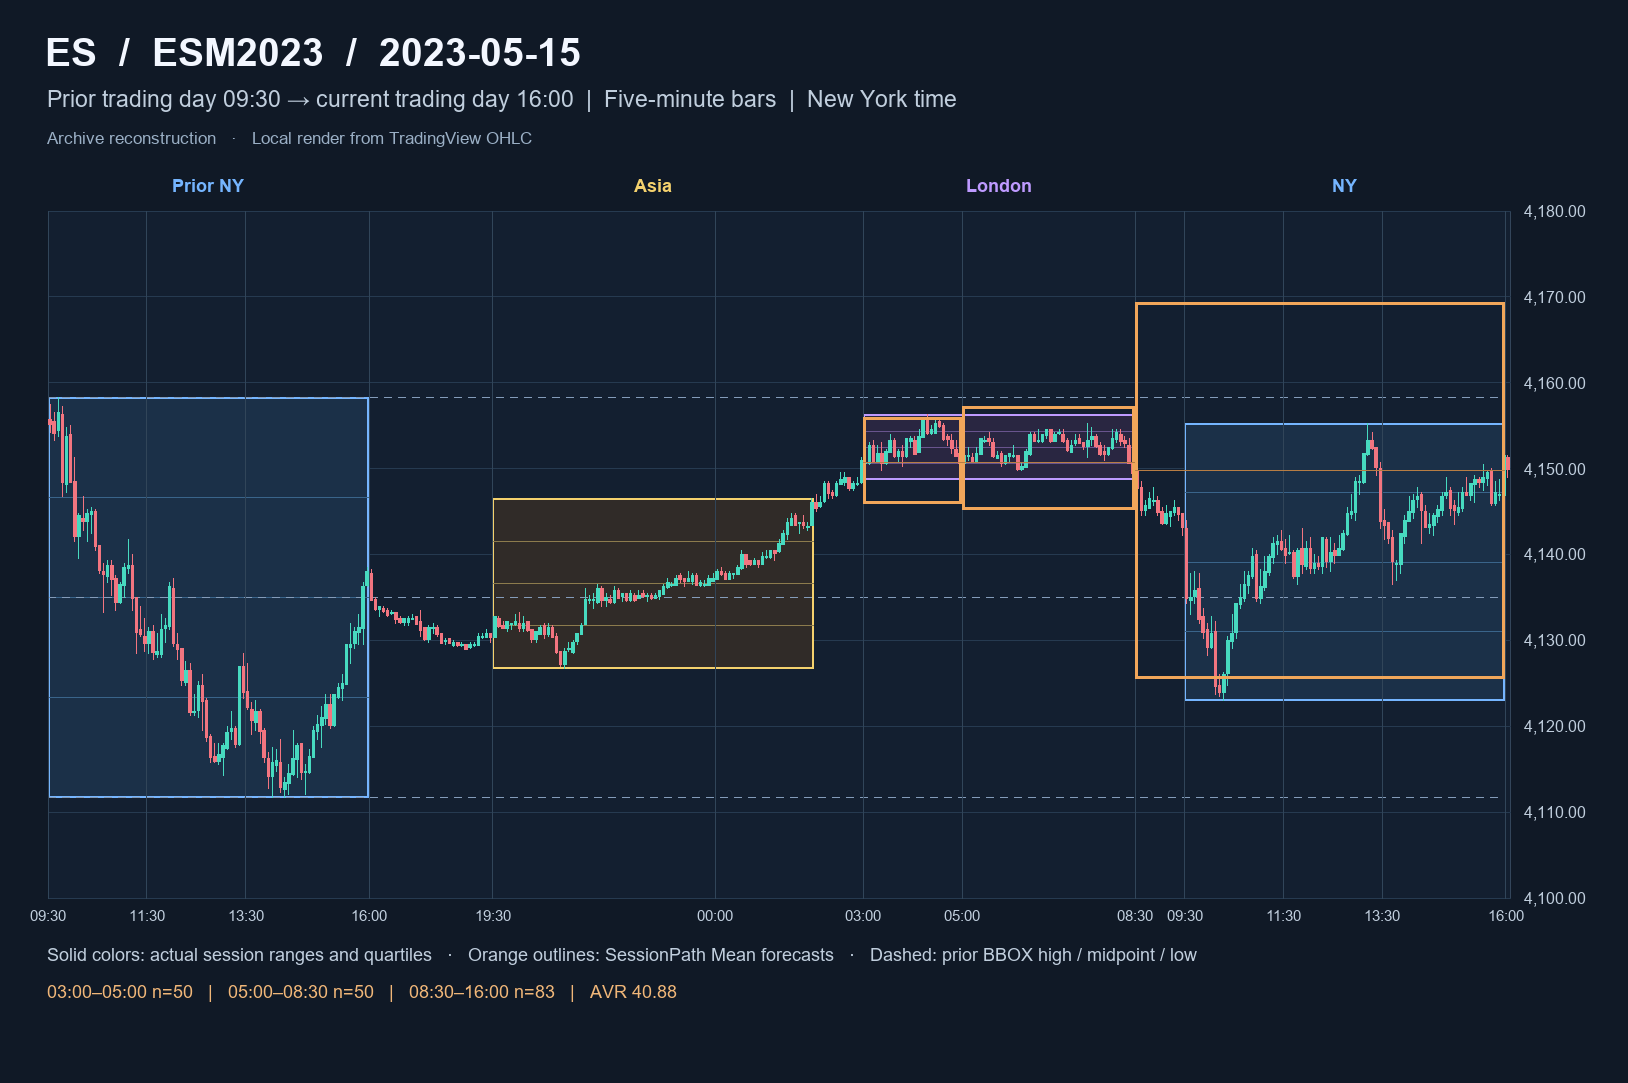 ES / ESM2023 / 2023-05-15
Prior trading day 09:30 → current trading day 16:00 | Five-minute bars | New York time
Archive reconstruction · Local render from TradingView OHLC
Prior NY Asia London NY
4,180.00
4,170.00
4,160.00
4,150.00
4,140.00
4,130.00
4,120.00
4,110.00
4,100.00
09:30 11:30 13:30 16:00 19:30 00:00 03:00 05:00 08:30 09:30 11:30 13:30 16:00
Solid colors: actual session ranges and quartiles · Orange outlines: SessionPath Mean forecasts · Dashed: prior BBOX high / midpoint / low
03:00–05:00 n=50 | 05:00–08:30 n=50 | 08:30–16:00 n=83 | AVR 40.88